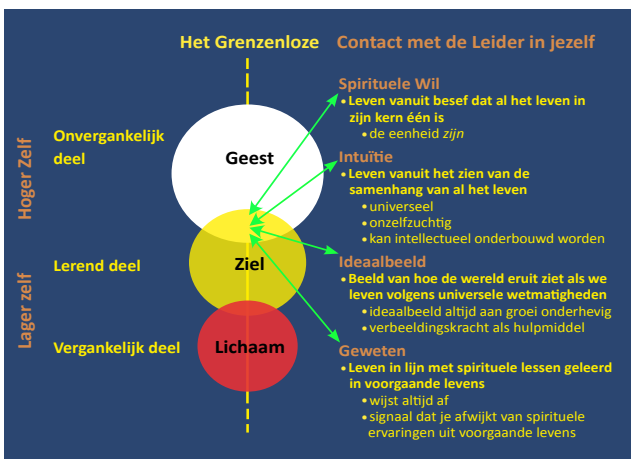 Het Grenzenloze
Contact met de Leider in jezelf
Hoger Zelf
Lager zelf
Onvergankelijk
deel
Lerend deel
Vergankelijk deel
Geest
Ziel
Lichaam
Spirituele Wil
• Leven vanuit besef dat al het leven in
zijn kern één is
• de eenheid zijn
Intuïtie
• Leven vanuit het zien van de
samenhang van al het leven
• universeel
• onzelfzuchtig
• kan intellectueel onderbouwd worden
Ideaalbeeld
• Beeld van hoe de wereld eruit ziet als we
leven volgens universele wetmatigheden
• ideaalbeeld altijd aan groei onderhevig
• verbeeldingskracht als hulpmiddel
Geweten
• Leven in lijn met spirituele lessen geleerd
in voorgaande levens
• wijst altijd af
• signaal dat je afwijkt van spirituele
ervaringen uit voorgaande levens